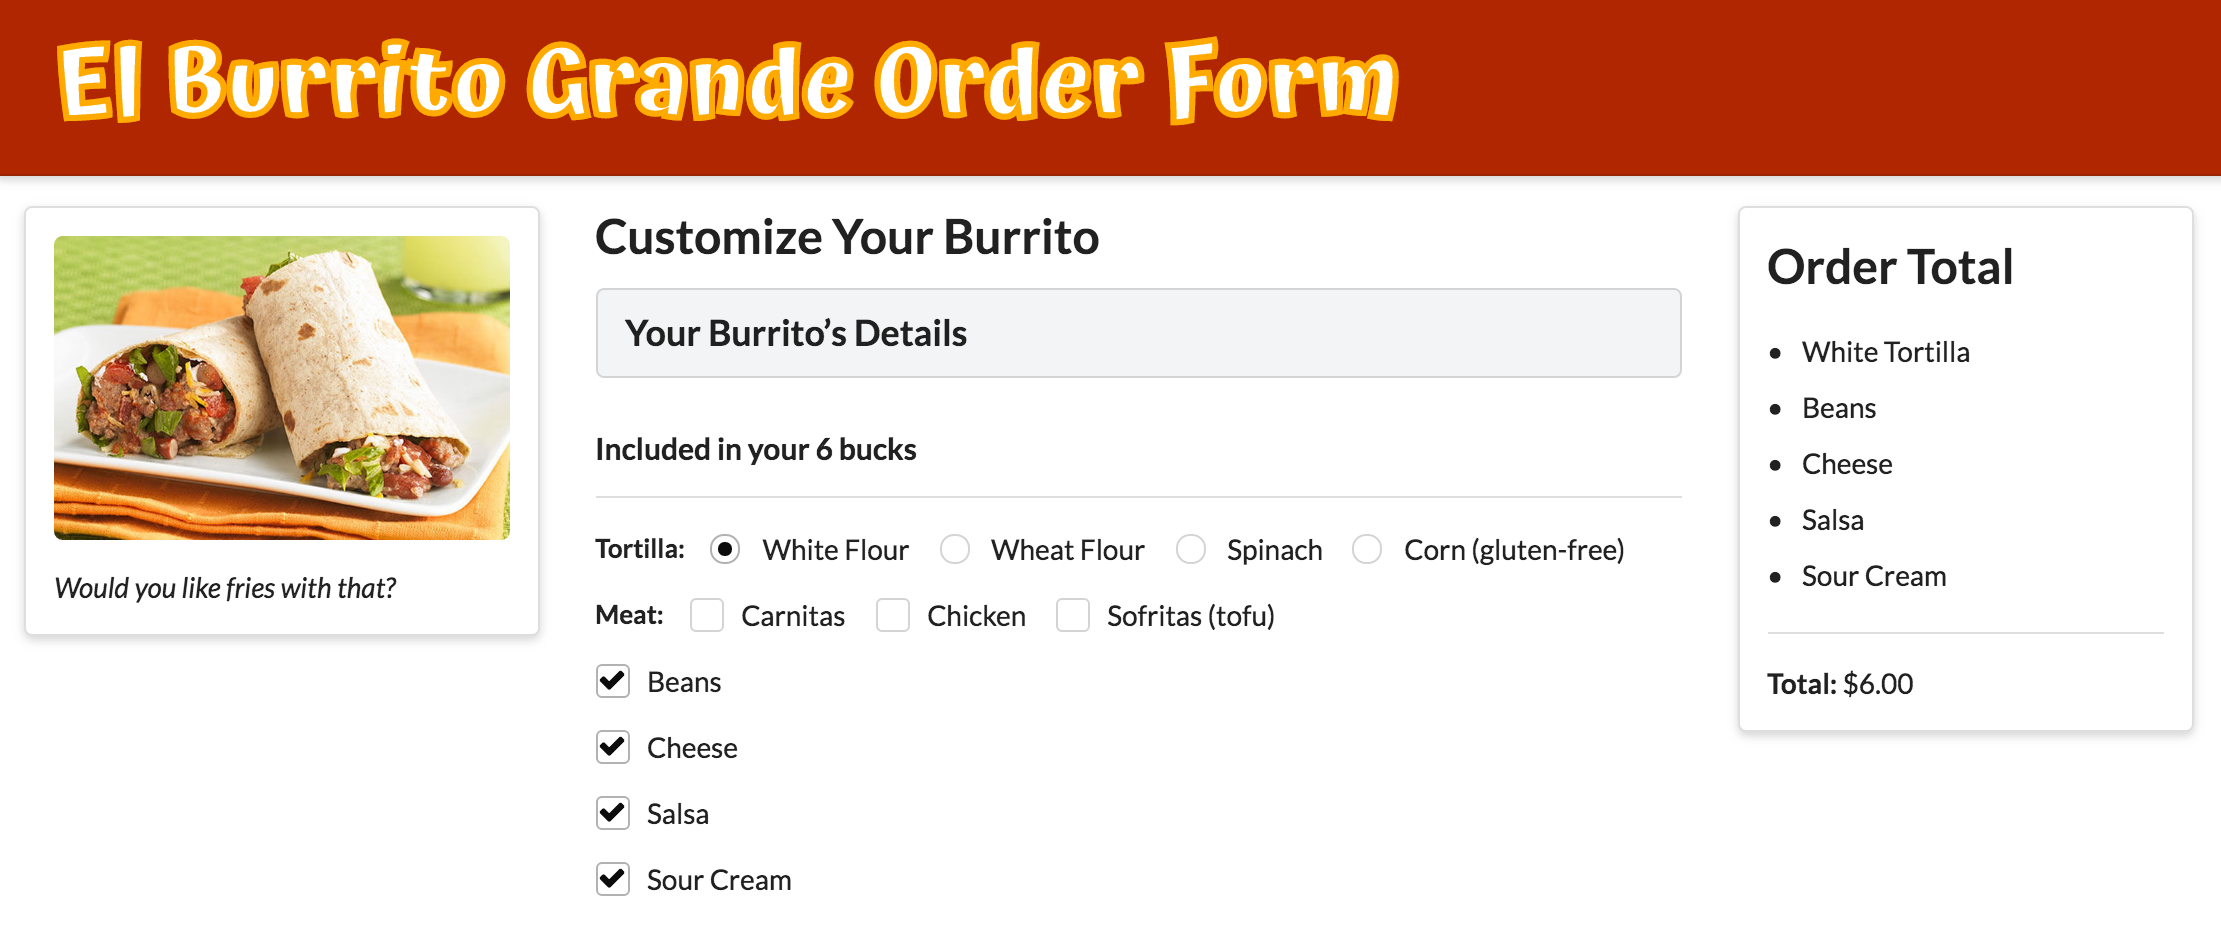 El Burrito Grande Order Form
Would you like fries with that?
Customize Your Burrito
Your Burrito’s Details
Included in your 6 bucks
Tortilla: White Flour Wheat Flour Spinach Corn (gluten-free)
Meat: Carnitas Chicken Sofritas (tofu)
Beans
Cheese
Salsa
Sour Cream
Order Total
White Tortilla
Beans
Cheese
Salsa
Sour Cream
Total: $6.00